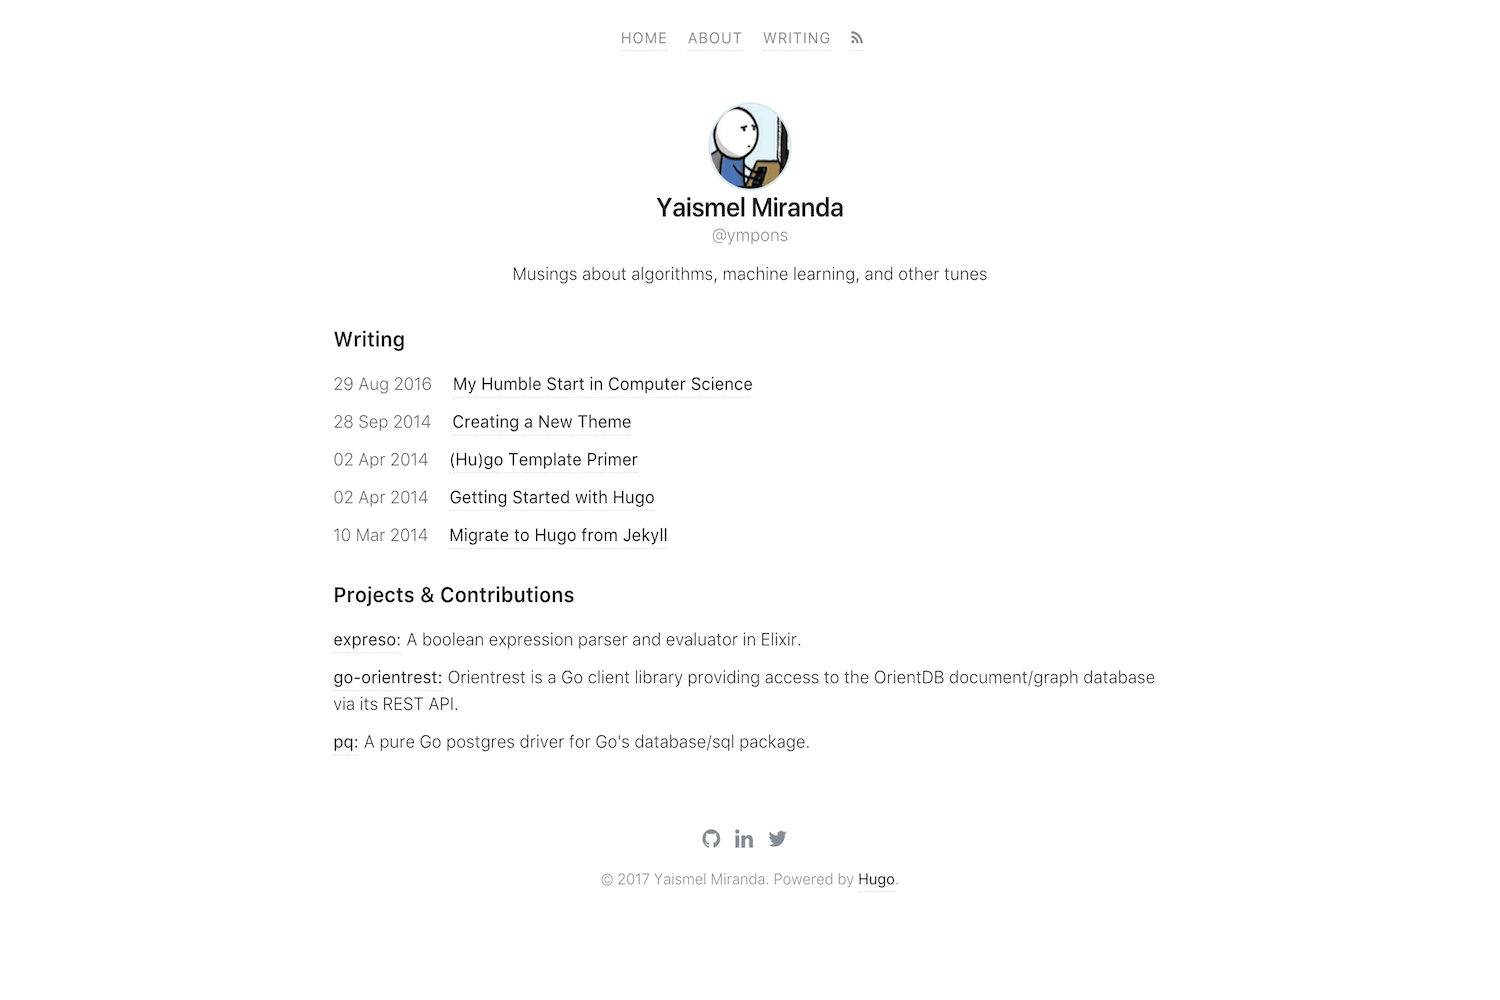 HOME ABOUT WRITING
Yaismel Miranda
@ympons
Musings about algorithms, machine learning, and other tunes
Writing
29 Aug 2016 My Humble Start in Computer Science
28 Sep 2014 Creating a New Theme
02 Apr 2014 (Hu)go Template Primer
02 Apr 2014 Getting Started with Hugo
10 Mar 2014 Migrate to Hugo from Jekyll
Projects & Contributions
expreso: A boolean expression parser and evaluator in Elixir.
go-orientrest: Orientrest is a Go client library providing access to the OrientDB document/graph database
via its REST API.
pq: A pure Go postgres driver for Go's database/sql package.
© 2017 Yaismel Miranda. Powered by Hugo.